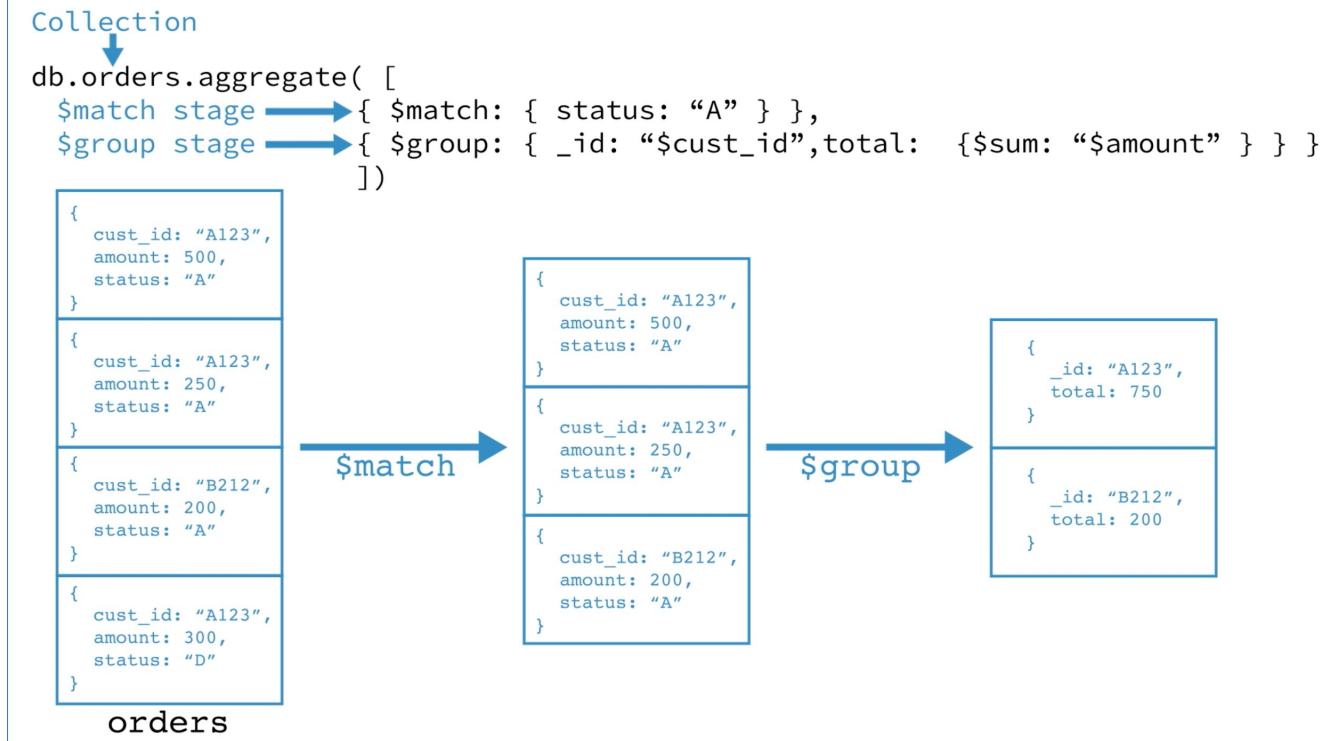 Collection
db.orders.aggregate( [
$match stage { $match: { status: “A” } },
$group stage { $group: { _id: “$cust_id”,total:  {$sum: “$amount” } } }
])
{
cust_id: “A123”,
amount: 500,
status: “A”
}
{
cust_id: “A123”,
amount: 250,
status: “A”
}
{
cust_id: “B212”,
amount: 200,
status: “A”
}
{
cust_id: “A123”,
amount: 300,
status: “D”
}
orders
$match
{
cust_id: “A123”,
amount: 500,
status: “A”
}
{
cust_id: “A123”,
amount: 250,
status: “A”
}
{
cust_id: “B212”,
amount: 200,
status: “A”
}
$group
{
_id: “A123”,
total: 750
}
{
_id: “B212”,
total: 200
}